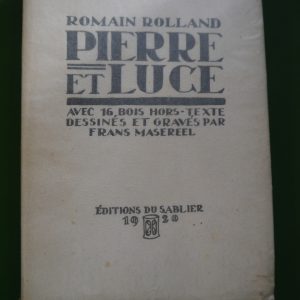 ROMAIN ROLLAND
PIERRE
ET LUCE
AVEC 16 BOIS HORS-TEXTE
DESSINÉS ET GRAVÉS PAR
FRANS MASEREEL
ÉDITIONS DU SABLIER
1920